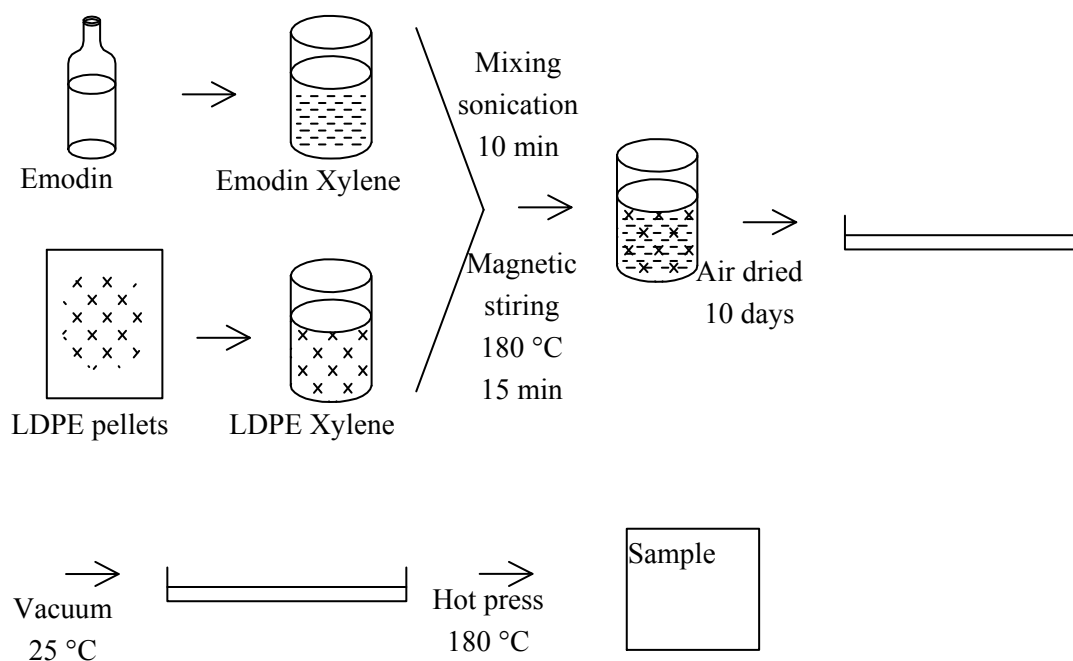 Emodin
Emodin Xylene
Mixing
sonication
10 min
LDPE pellets
LDPE Xylene
Magnetic
stiring
180 °C
15 min
Air dried
10 days
Vacuum
25 °C
Hot press
180 °C
Sample